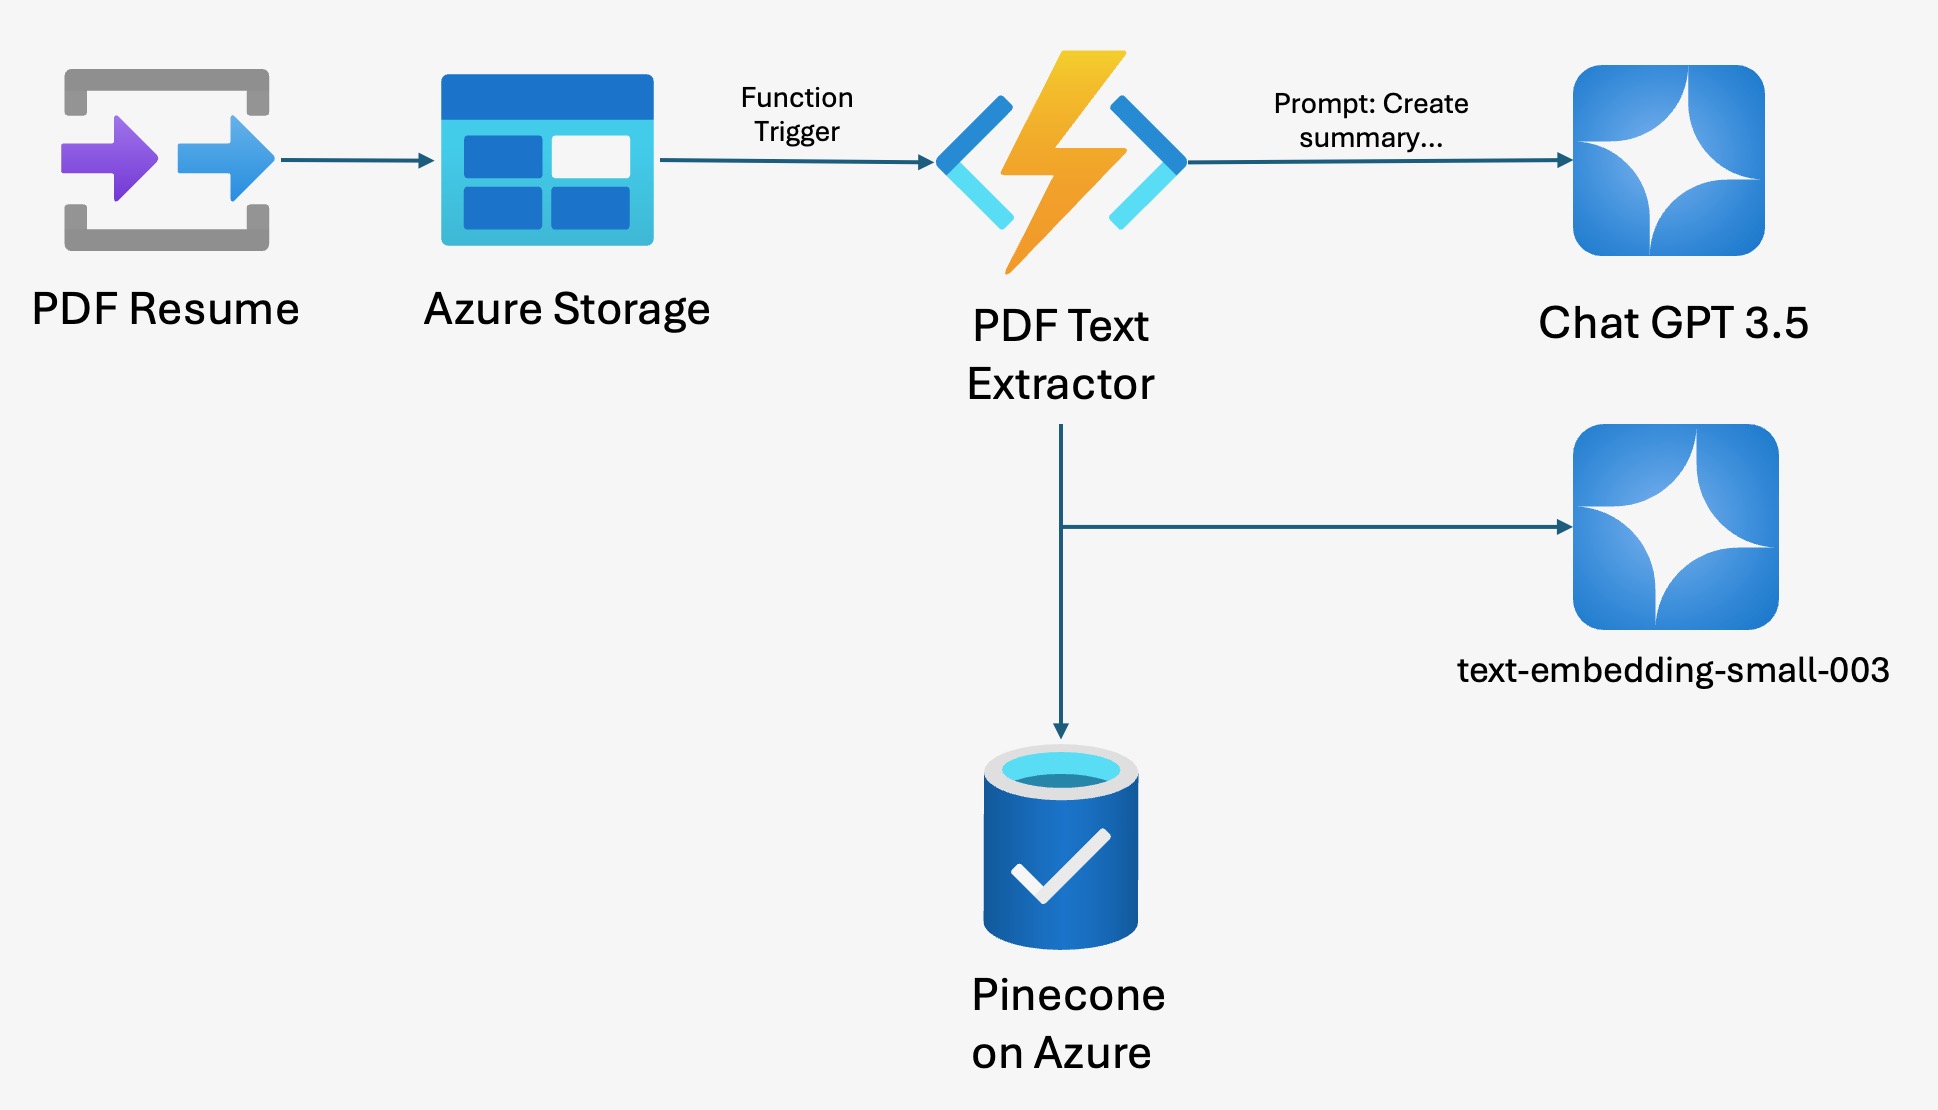 Function
Trigger
Prompt: Create
summary...
PDF Resume
Azure Storage
PDF Text
Extractor
Chat GPT 3.5
text-embedding-small-003
Pinecone
on Azure